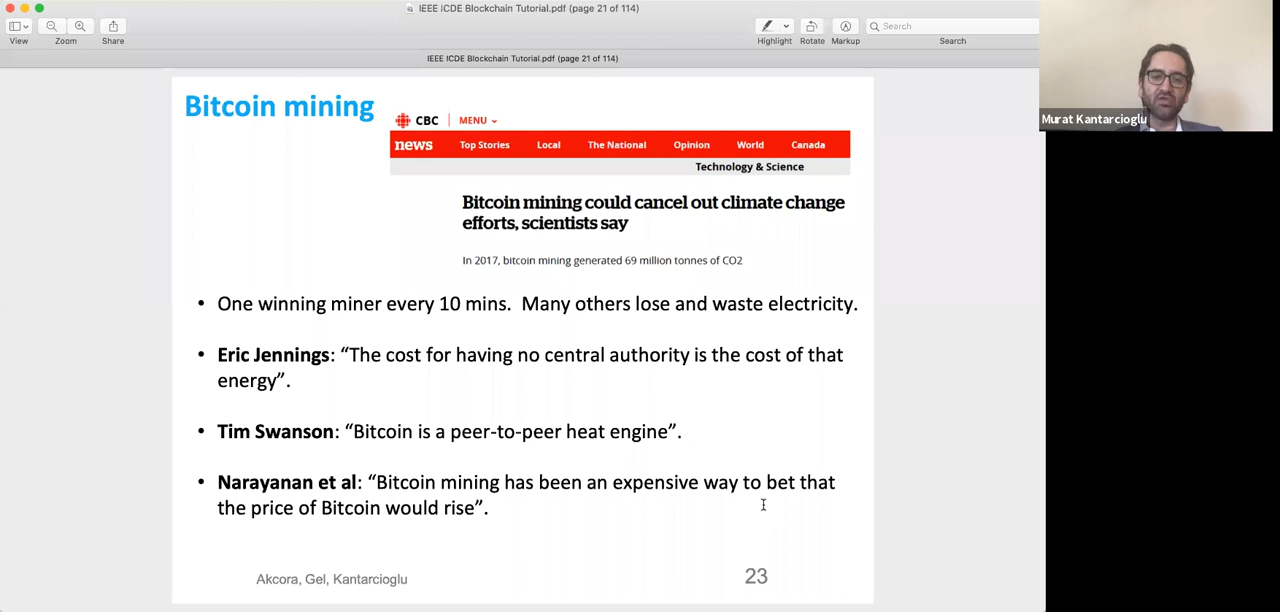 IEEE ICDE Blockchain Tutorial.pdf (page 21 of 114)
View
Zoom
Share
Highlight
Rotate
Markup
Search
Search
IEEE ICDE Blockchain Tutorial.pdf (page 21 of 114)
Bitcoin mining
CBC MENU
news Top Stories Local The National Opinion World Canada
Technology & Science
Bitcoin mining could cancel out climate change
efforts, scientists say
In 2017, bitcoin mining generated 69 million tonnes of CO2
• One winning miner every 10 mins. Many others lose and waste electricity.
• Eric Jennings: “The cost for having no central authority is the cost of that
energy”.
• Tim Swanson: “Bitcoin is a peer-to-peer heat engine”.
• Narayanan et al: “Bitcoin mining has been an expensive way to bet that
the price of Bitcoin would rise”.
Akcora, Gel, Kantarcioglu
23
Murat Kantarcioglu